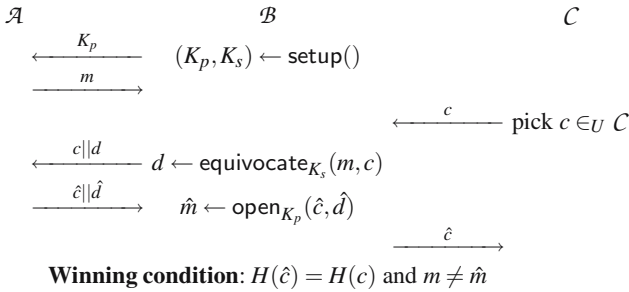 𝒜 ℬ 𝒞
K_p
(K_p, K_s) ← setup()
m
c
pick c ∈_U 𝒞
c||d
d ← equivocate_{K_s}(m, c)
ĉ||d̂
m̂ ← open_{K_p}(ĉ, d̂)
ĉ
Winning condition: H(ĉ) = H(c) and m ≠ m̂